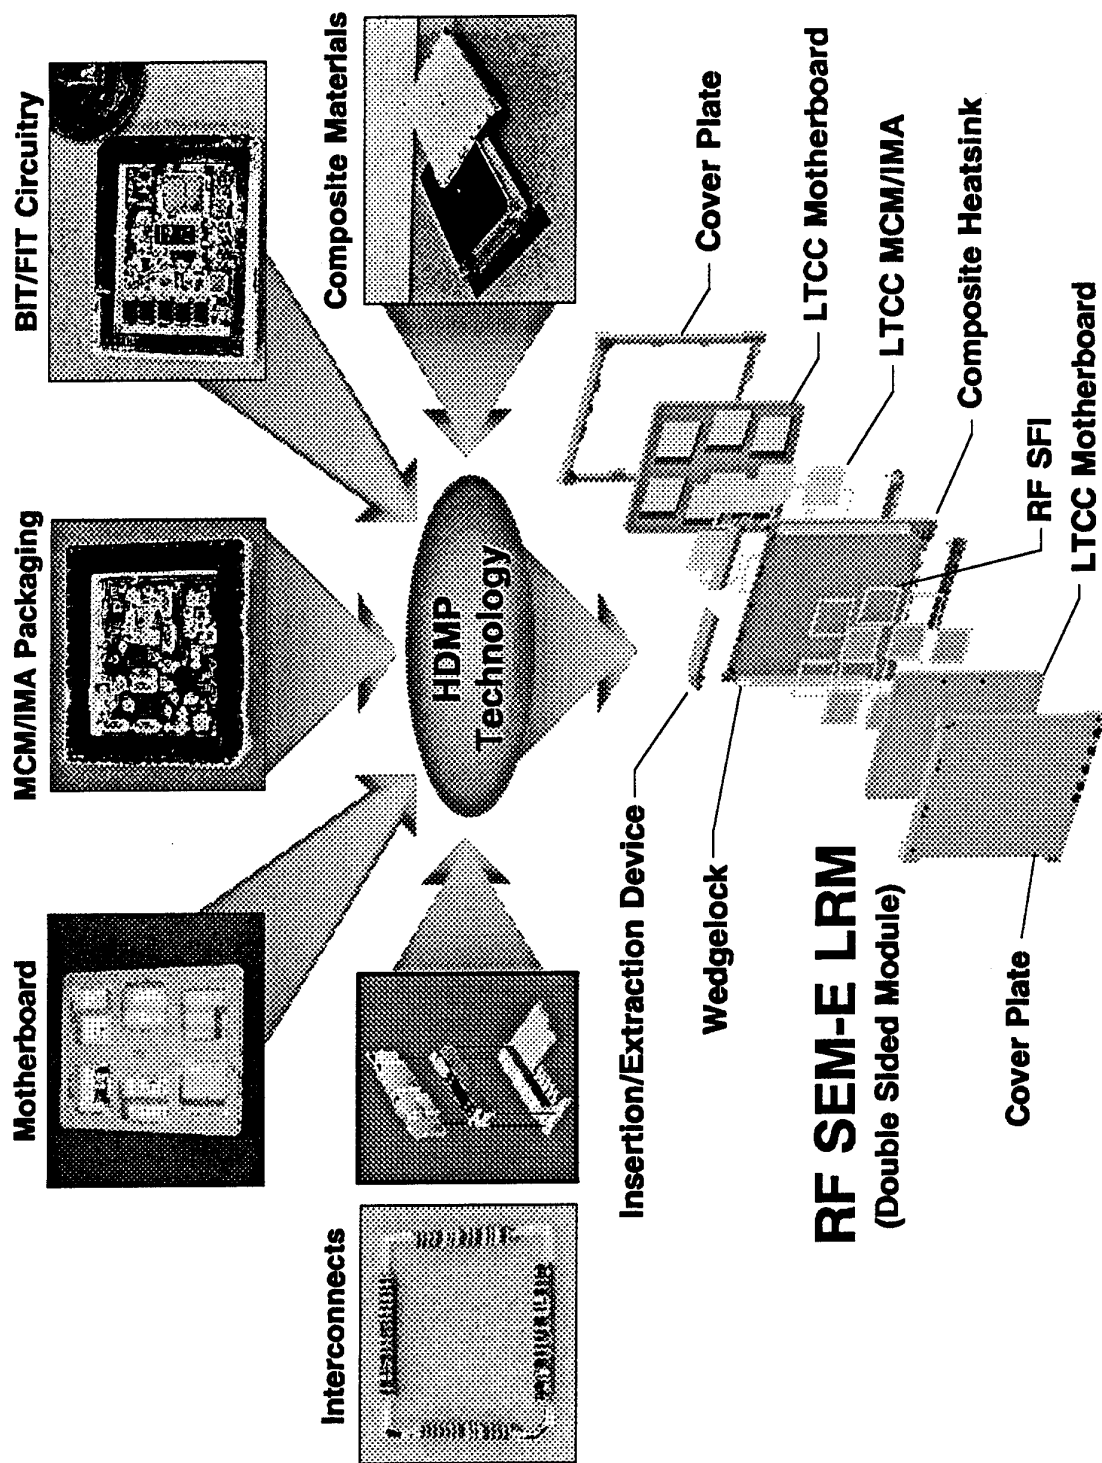 Motherboard
MCM/IMA Packaging
BIT/FIT Circuitry
Interconnects
Composite Materials
HDMP
Technology
Insertion/Extraction Device
Wedgelock
RF SEM-E LRM
(Double Sided Module)
Cover Plate
Cover Plate
LTCC Motherboard
LTCC MCM/IMA
Composite Heatsink
RF SFI
LTCC Motherboard